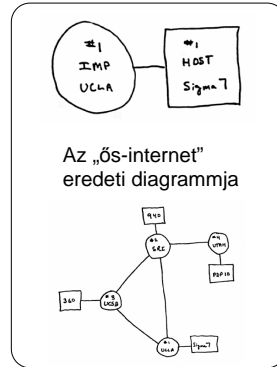 #1
IMP
UCLA
#1
HOST
Sigma 7
Az „ős-internet”
eredeti diagrammja
940
#2
SRI
#4
UTAH
PDP10
360
#3
UCSB
#1
UCLA
Sigma 7